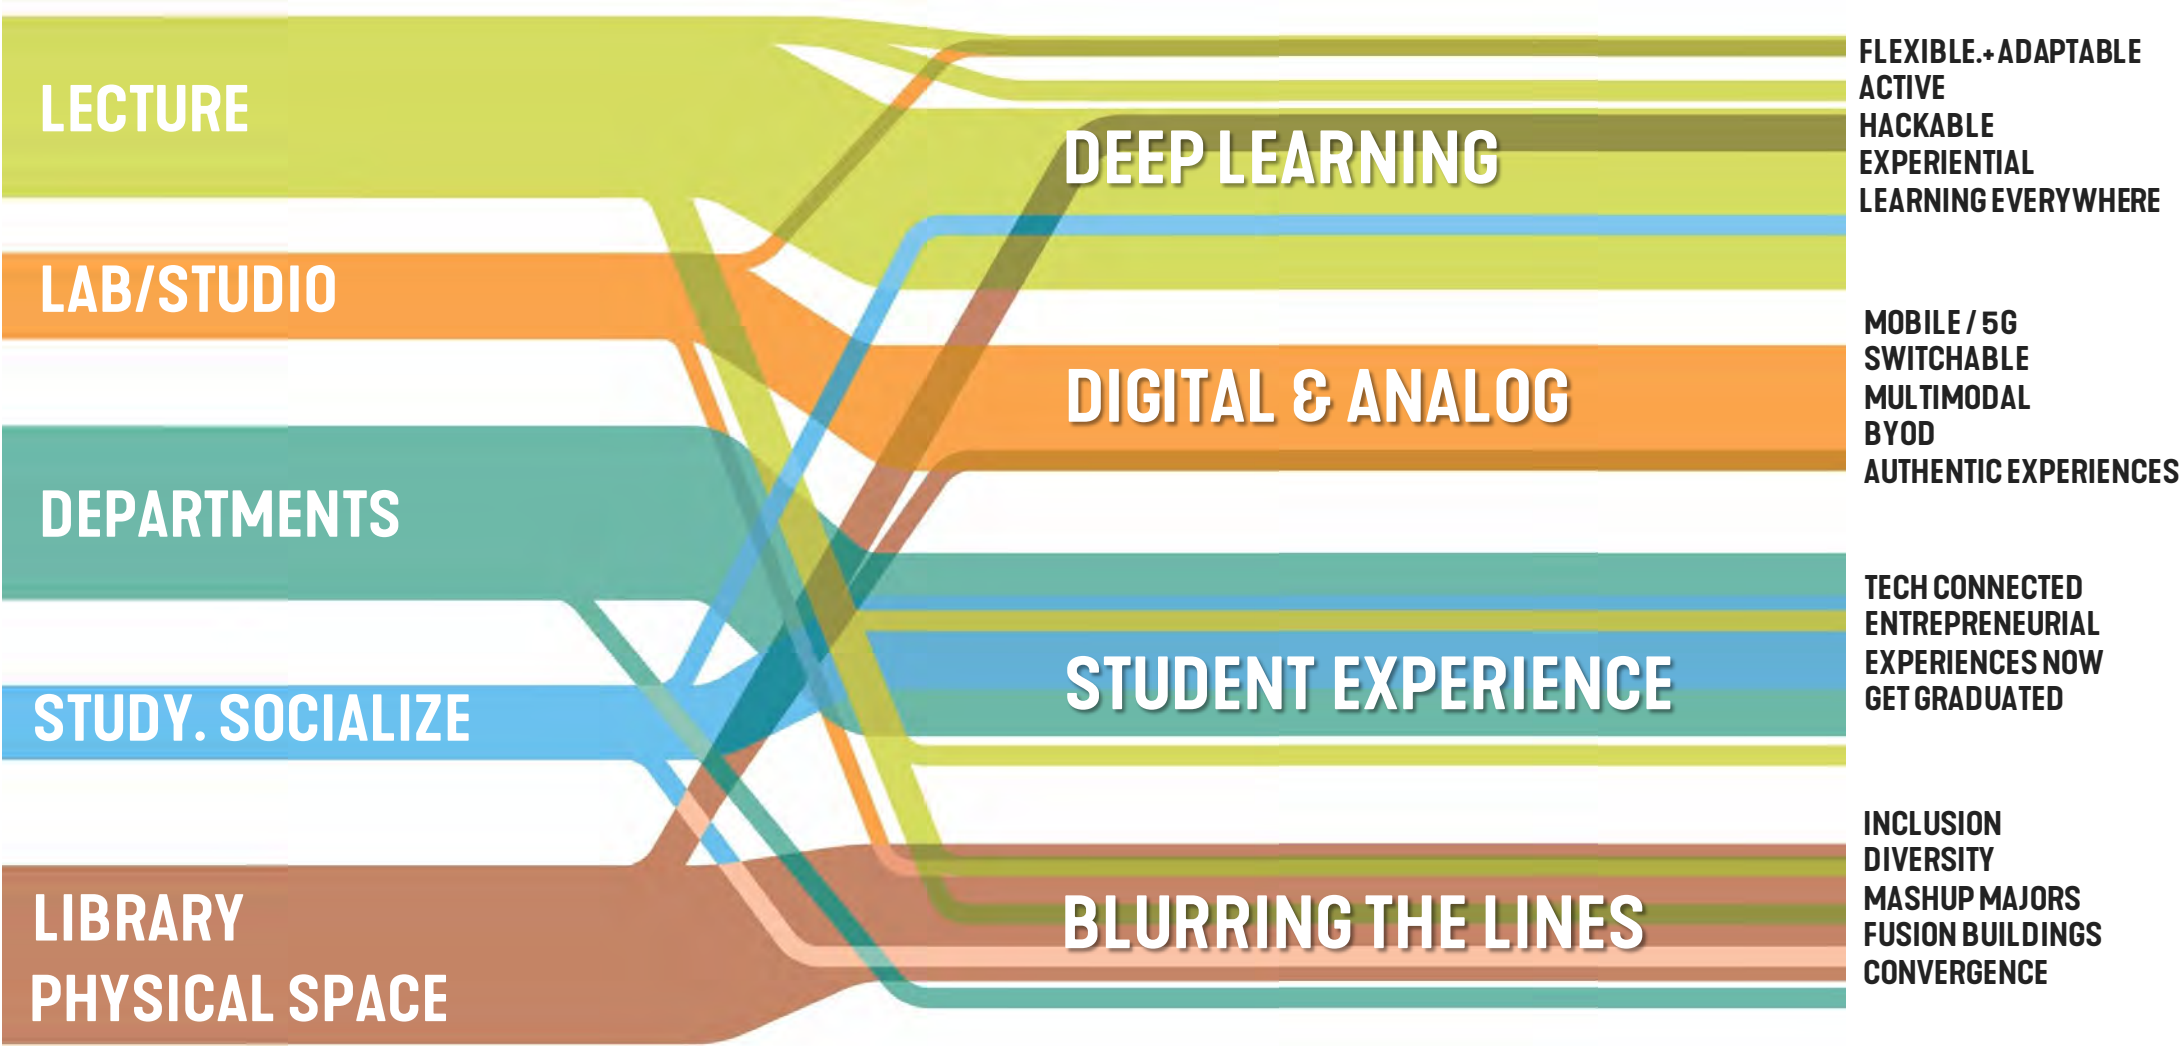 LECTURE
LAB/STUDIO
DEPARTMENTS
STUDY. SOCIALIZE
LIBRARY
PHYSICAL SPACE
DEEP LEARNING
DIGITAL & ANALOG
STUDENT EXPERIENCE
BLURRING THE LINES
FLEXIBLE.+ADAPTABLE
ACTIVE
HACKABLE
EXPERIENTIAL
LEARNING EVERYWHERE
MOBILE / 5G
SWITCHABLE
MULTIMODAL
BYOD
AUTHENTIC EXPERIENCES
TECH CONNECTED
ENTREPRENEURIAL
EXPERIENCES NOW
GET GRADUATED
INCLUSION
DIVERSITY
MASHUP MAJORS
FUSION BUILDINGS
CONVERGENCE